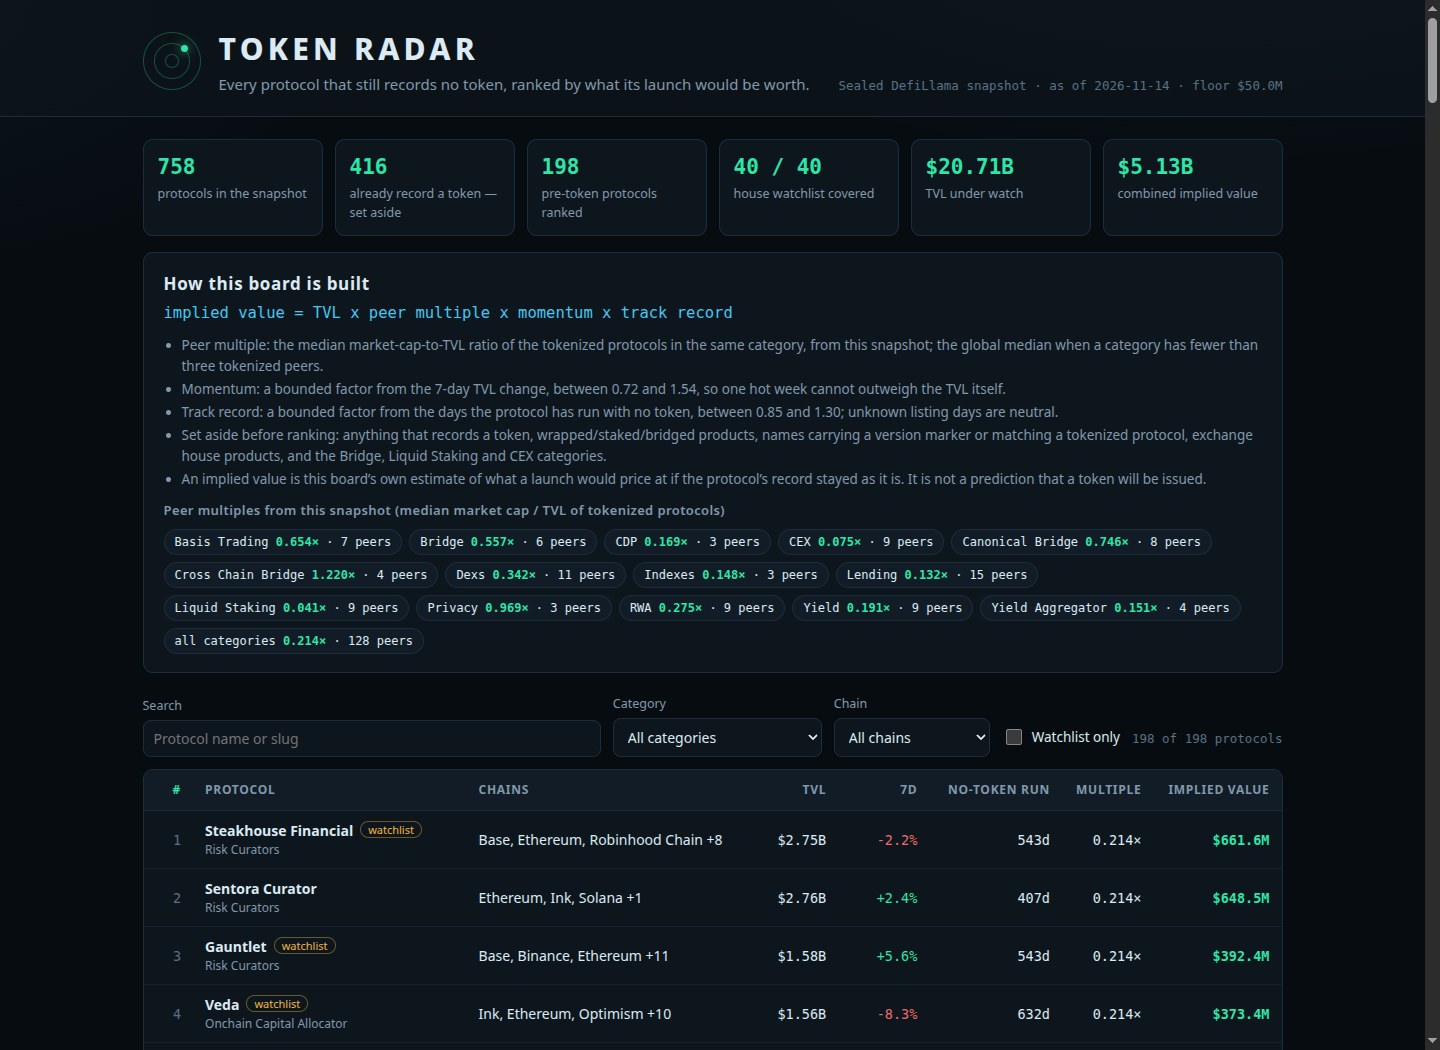 TOKEN RADAR
Every protocol that still records no token, ranked by what its launch would be worth.
Sealed DefiLlama snapshot · as of 2026-11-14 · floor $50.0M
758
protocols in the snapshot
416
already record a token —
set aside
198
pre-token protocols
ranked
40 / 40
house watchlist covered
$20.71B
TVL under watch
$5.13B
combined implied value
How this board is built
implied value = TVL x peer multiple x momentum x track record
• Peer multiple: the median market-cap-to-TVL ratio of the tokenized protocols in the same category, from this snapshot; the global median when a category has fewer than
three tokenized peers.
• Momentum: a bounded factor from the 7-day TVL change, between 0.72 and 1.54, so one hot week cannot outweigh the TVL itself.
• Track record: a bounded factor from the days the protocol has run with no token, between 0.85 and 1.30; unknown listing days are neutral.
• Set aside before ranking: anything that records a token, wrapped/staked/bridged products, names carrying a version marker or matching a tokenized protocol, exchange
house products, and the Bridge, Liquid Staking and CEX categories.
• An implied value is this board's own estimate of what a launch would price at if the protocol's record stayed as it is. It is not a prediction that a token will be issued.
Peer multiples from this snapshot (median market cap / TVL of tokenized protocols)
Basis Trading 0.654× · 7 peers Bridge 0.557× · 6 peers CDP 0.169× · 3 peers CEX 0.075× · 9 peers Canonical Bridge 0.746× · 8 peers
Cross Chain Bridge 1.220× · 4 peers Dexs 0.342× · 11 peers Indexes 0.148× · 3 peers Lending 0.132× · 15 peers
Liquid Staking 0.041× · 9 peers Privacy 0.969× · 3 peers RWA 0.275× · 9 peers Yield 0.191× · 9 peers Yield Aggregator 0.151× · 4 peers
all categories 0.214× · 128 peers
Search
Protocol name or slug
Category
All categories
Chain
All chains
Watchlist only
198 of 198 protocols
# PROTOCOL CHAINS TVL 7D NO-TOKEN RUN MULTIPLE IMPLIED VALUE
1 Steakhouse Financial watchlist Base, Ethereum, Robinhood Chain +8 $2.75B -2.2% 543d 0.214× $661.6M
Risk Curators
2 Sentora Curator Ethereum, Ink, Solana +1 $2.76B +2.4% 407d 0.214× $648.5M
Risk Curators
3 Gauntlet watchlist Base, Binance, Ethereum +11 $1.58B +5.6% 543d 0.214× $392.4M
Risk Curators
4 Veda watchlist Ink, Ethereum, Optimism +10 $1.56B -8.3% 632d 0.214× $373.4M
Onchain Capital Allocator